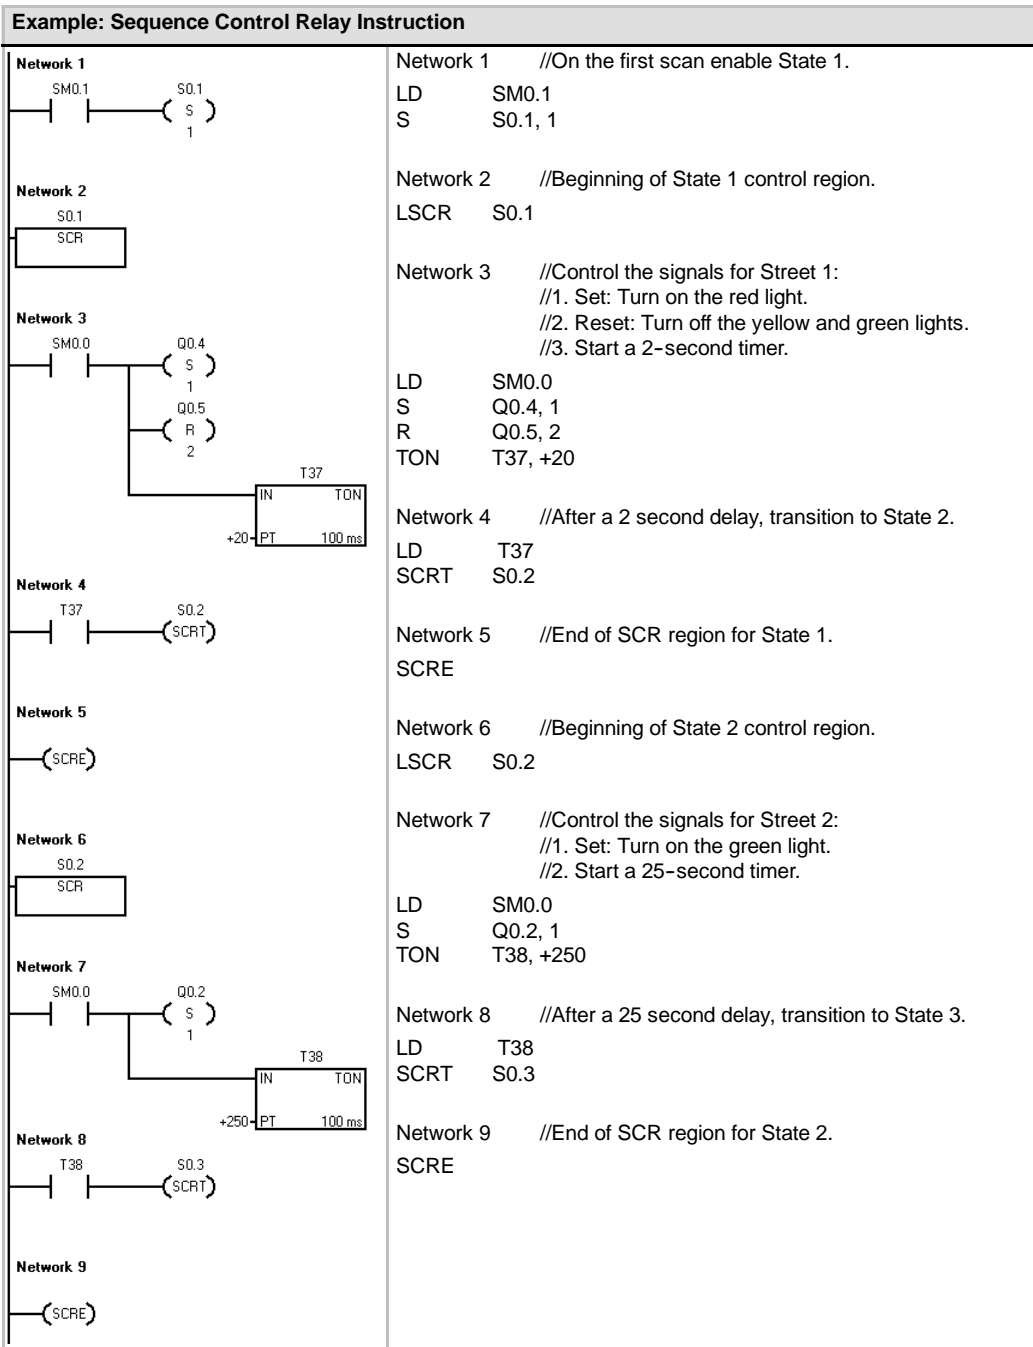 Example: Sequence Control Relay Instruction
Network 1
SM0.1 S0.1
S
1
Network 2
S0.1
SCR
Network 3
SM0.0 Q0.4
S
1
Q0.5
R
2
T37
IN TON
+20 PT 100 ms
Network 4
T37 S0.2
SCRT
Network 5
SCRE
Network 6
S0.2
SCR
Network 7
SM0.0 Q0.2
S
1
T38
IN TON
+250 PT 100 ms
Network 8
T38 S0.3
SCRT
Network 9
SCRE
Network 1 //On the first scan enable State 1.
LD SM0.1
S S0.1, 1
Network 2 //Beginning of State 1 control region.
LSCR S0.1
Network 3 //Control the signals for Street 1:
//1. Set: Turn on the red light.
//2. Reset: Turn off the yellow and green lights.
//3. Start a 2-second timer.
LD SM0.0
S Q0.4, 1
R Q0.5, 2
TON T37, +20
Network 4 //After a 2 second delay, transition to State 2.
LD T37
SCRT S0.2
Network 5 //End of SCR region for State 1.
SCRE
Network 6 //Beginning of State 2 control region.
LSCR S0.2
Network 7 //Control the signals for Street 2:
//1. Set: Turn on the green light.
//2. Start a 25-second timer.
LD SM0.0
S Q0.2, 1
TON T38, +250
Network 8 //After a 25 second delay, transition to State 3.
LD T38
SCRT S0.3
Network 9 //End of SCR region for State 2.
SCRE